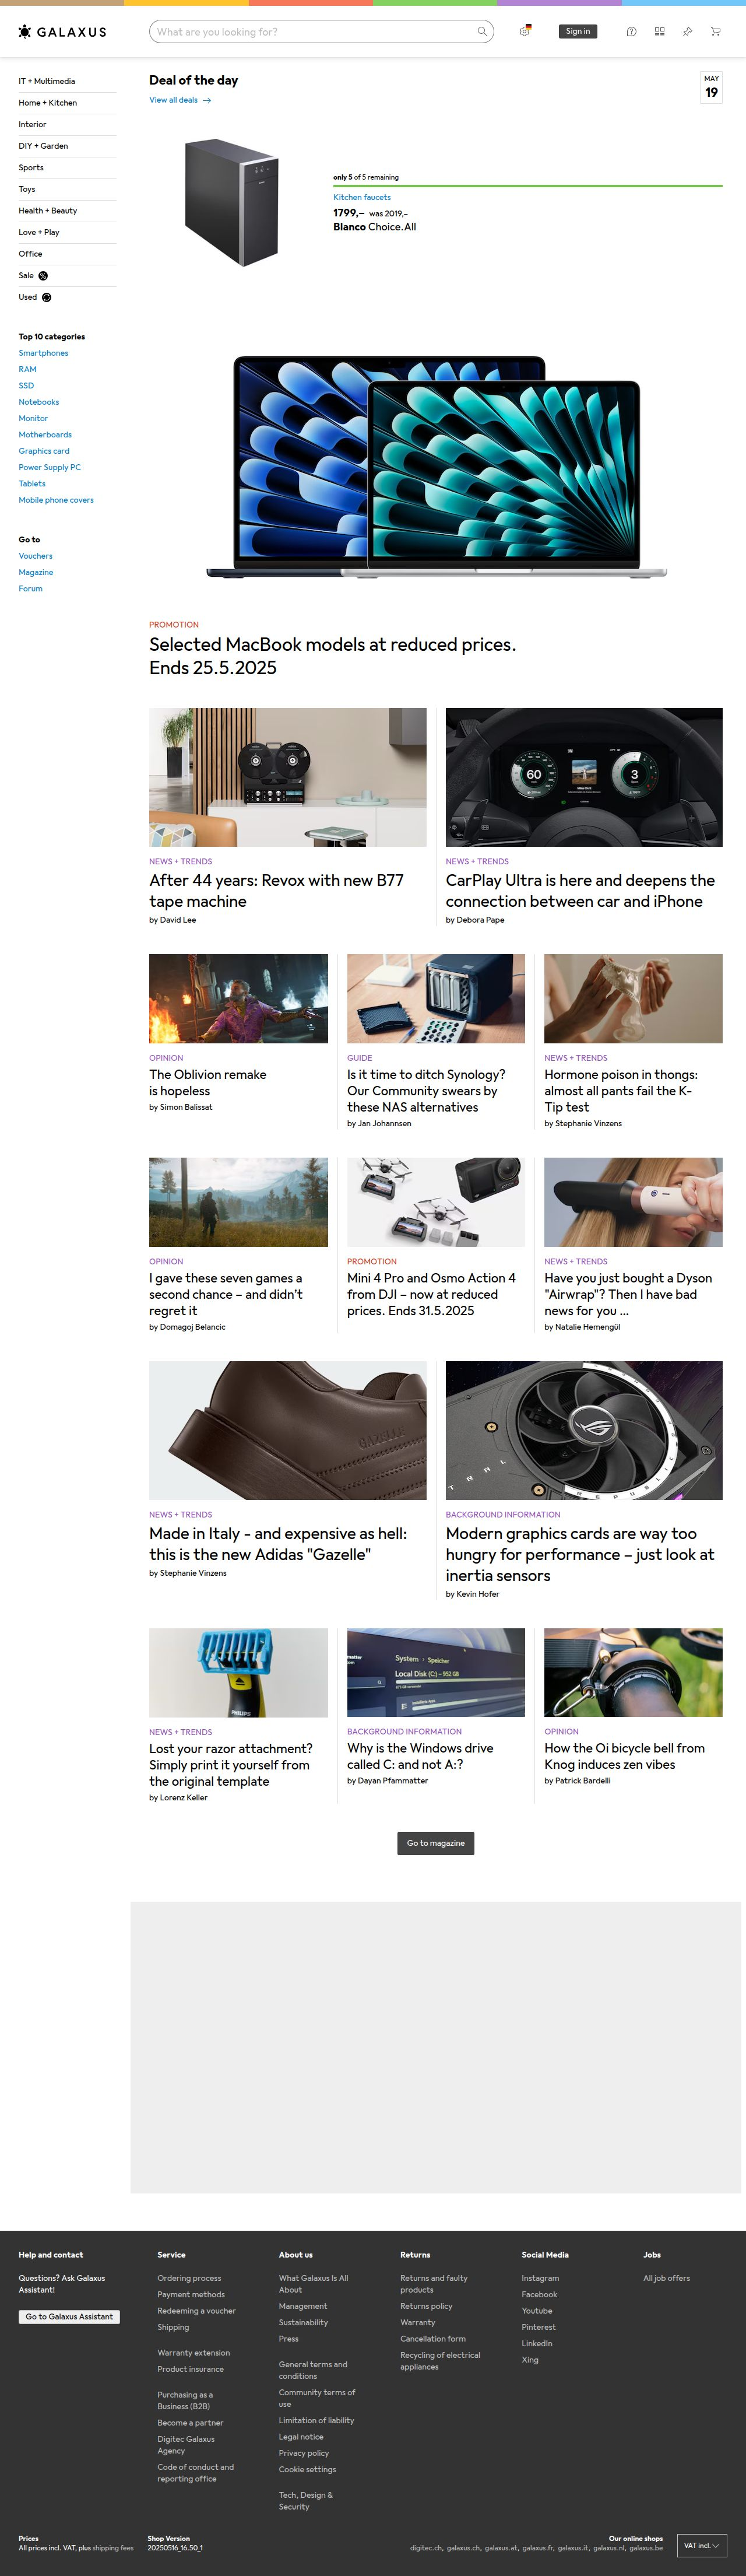 GALAXUS
What are you looking for?
Sign in
IT + Multimedia
Home + Kitchen
Interior
DIY + Garden
Sports
Toys
Health + Beauty
Love + Play
Office
Sale
Used
Top 10 categories
Smartphones
RAM
SSD
Notebooks
Monitor
Motherboards
Graphics card
Power Supply PC
Tablets
Mobile phone covers
Go to
Vouchers
Magazine
Forum
Deal of the day
View all deals
MAY
19
only 5 of 5 remaining
Kitchen faucets
1799,– was 2019,–
Blanco Choice.All
PROMOTION
Selected MacBook models at reduced prices.
Ends 25.5.2025
NEWS + TRENDS
After 44 years: Revox with new B77
tape machine
by David Lee
60
3
NEWS + TRENDS
CarPlay Ultra is here and deepens the
connection between car and iPhone
by Debora Pape
OPINION
The Oblivion remake
is hopeless
by Simon Balissat
GUIDE
Is it time to ditch Synology?
Our Community swears by
these NAS alternatives
by Jan Johannsen
NEWS + TRENDS
Hormone poison in thongs:
almost all pants fail the K-
Tip test
by Stephanie Vinzens
OPINION
I gave these seven games a
second chance – and didn't
regret it
by Domagoj Belancic
PROMOTION
Mini 4 Pro and Osmo Action 4
from DJI – now at reduced
prices. Ends 31.5.2025
NEWS + TRENDS
Have you just bought a Dyson
"Airwrap"? Then I have bad
news for you ...
by Natalie Hemengül
GAZELLE
NEWS + TRENDS
Made in Italy - and expensive as hell:
this is the new Adidas "Gazelle"
by Stephanie Vinzens
BACKGROUND INFORMATION
Modern graphics cards are way too
hungry for performance – just look at
inertia sensors
by Kevin Hofer
PHILIPS
NEWS + TRENDS
Lost your razor attachment?
Simply print it yourself from
the original template
by Lorenz Keller
System › Speicher
Local Disk (C:) – 952 GB
BACKGROUND INFORMATION
Why is the Windows drive
called C: and not A:?
by Dayan Pfammatter
OPINION
How the Oi bicycle bell from
Knog induces zen vibes
by Patrick Bardelli
Go to magazine
Help and contact
Questions? Ask Galaxus
Assistant!
Go to Galaxus Assistant
Service
Ordering process
Payment methods
Redeeming a voucher
Shipping
Warranty extension
Product insurance
Purchasing as a
Business (B2B)
Become a partner
Digitec Galaxus
Agency
Code of conduct and
reporting office
About us
What Galaxus Is All
About
Management
Sustainability
Press
General terms and
conditions
Community terms of
use
Limitation of liability
Legal notice
Privacy policy
Cookie settings
Tech, Design &
Security
Returns
Returns and faulty
products
Returns policy
Warranty
Cancellation form
Recycling of electrical
appliances
Social Media
Instagram
Facebook
Youtube
Pinterest
LinkedIn
Xing
Jobs
All job offers
Prices
All prices incl. VAT, plus shipping fees
Shop Version
20250516_16.50_1
Our online shops
digitec.ch, galaxus.ch, galaxus.at, galaxus.fr, galaxus.it, galaxus.nl, galaxus.be
VAT incl.